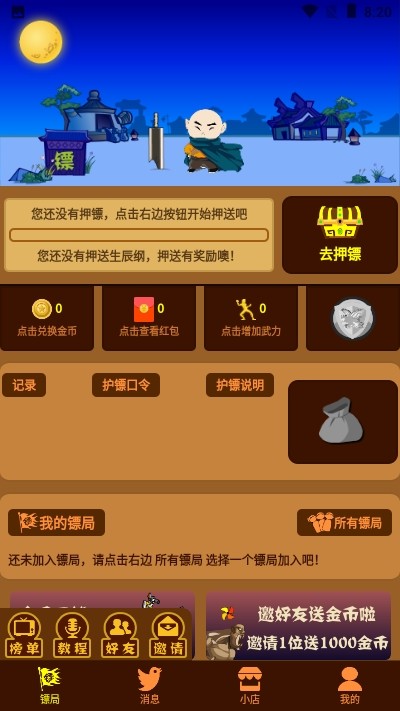 8:20
镖
您还没有押镖，点击右边按钮开始押送吧
您还没有押送生辰纲，押送有奖励噢！
去押镖
0
点击兑换金币
0
点击查看红包
0
点击增加武力
记录
护镖口令
护镖说明
我的镖局
所有镖局
还未加入镖局，请点击右边 所有镖局 选择一个镖局加入吧！
邀好友送金币啦
邀请1位送1000金币
榜单
教程
好友
邀请
镖局
消息
小店
我的